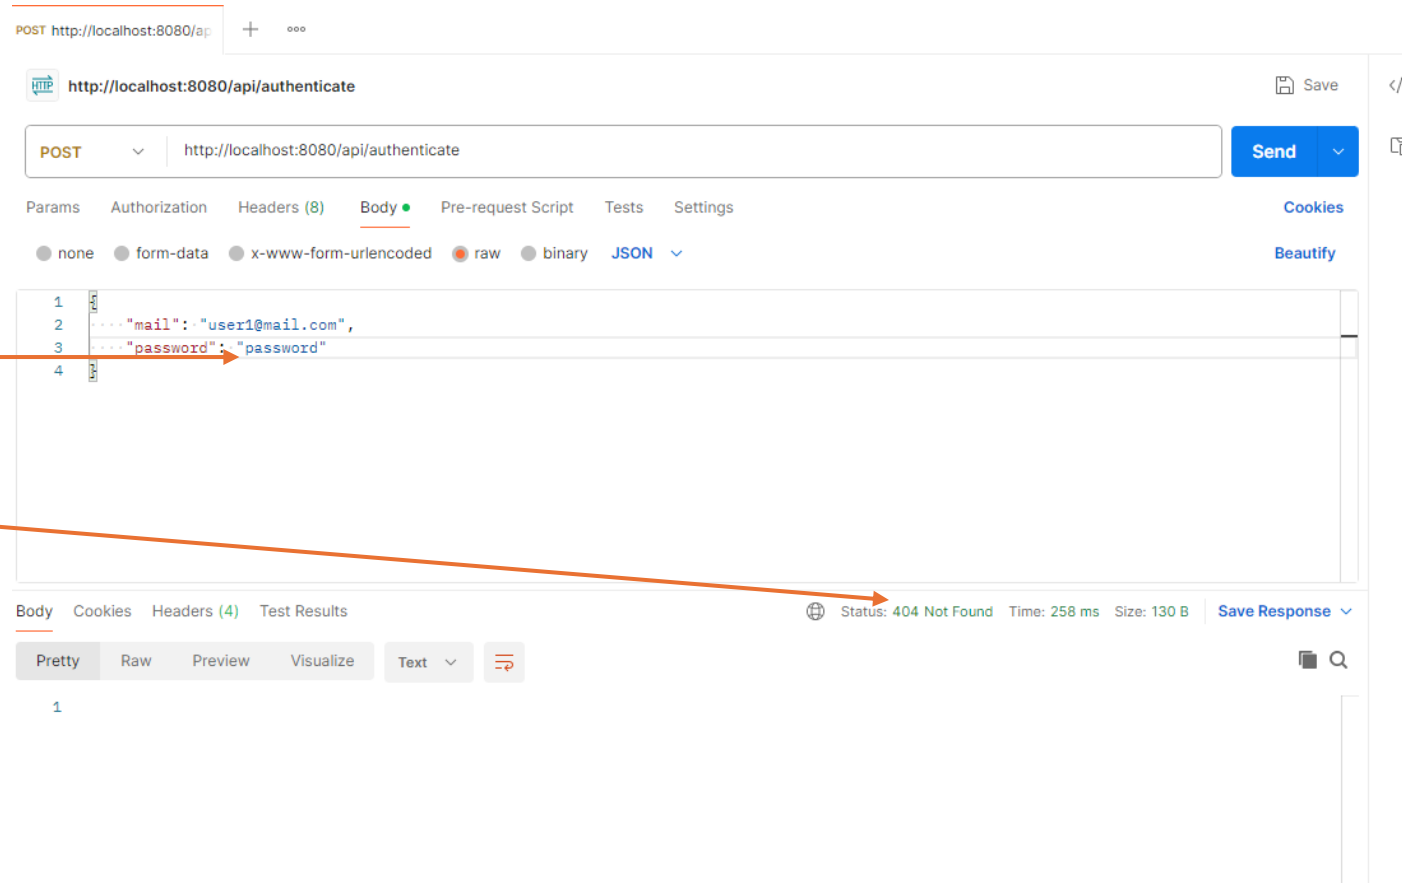 POST http://localhost:8080/ap
HTTP http://localhost:8080/api/authenticate Save
POST http://localhost:8080/api/authenticate Send
Params Authorization Headers (8) Body Pre-request Script Tests Settings Cookies
none form-data x-www-form-urlencoded raw binary JSON Beautify
1 {
2 "mail": "user1@mail.com",
3 "password": "password"
4 }
Body Cookies Headers (4) Test Results Status: 404 Not Found Time: 258 ms Size: 130 B Save Response
Pretty Raw Preview Visualize Text
1